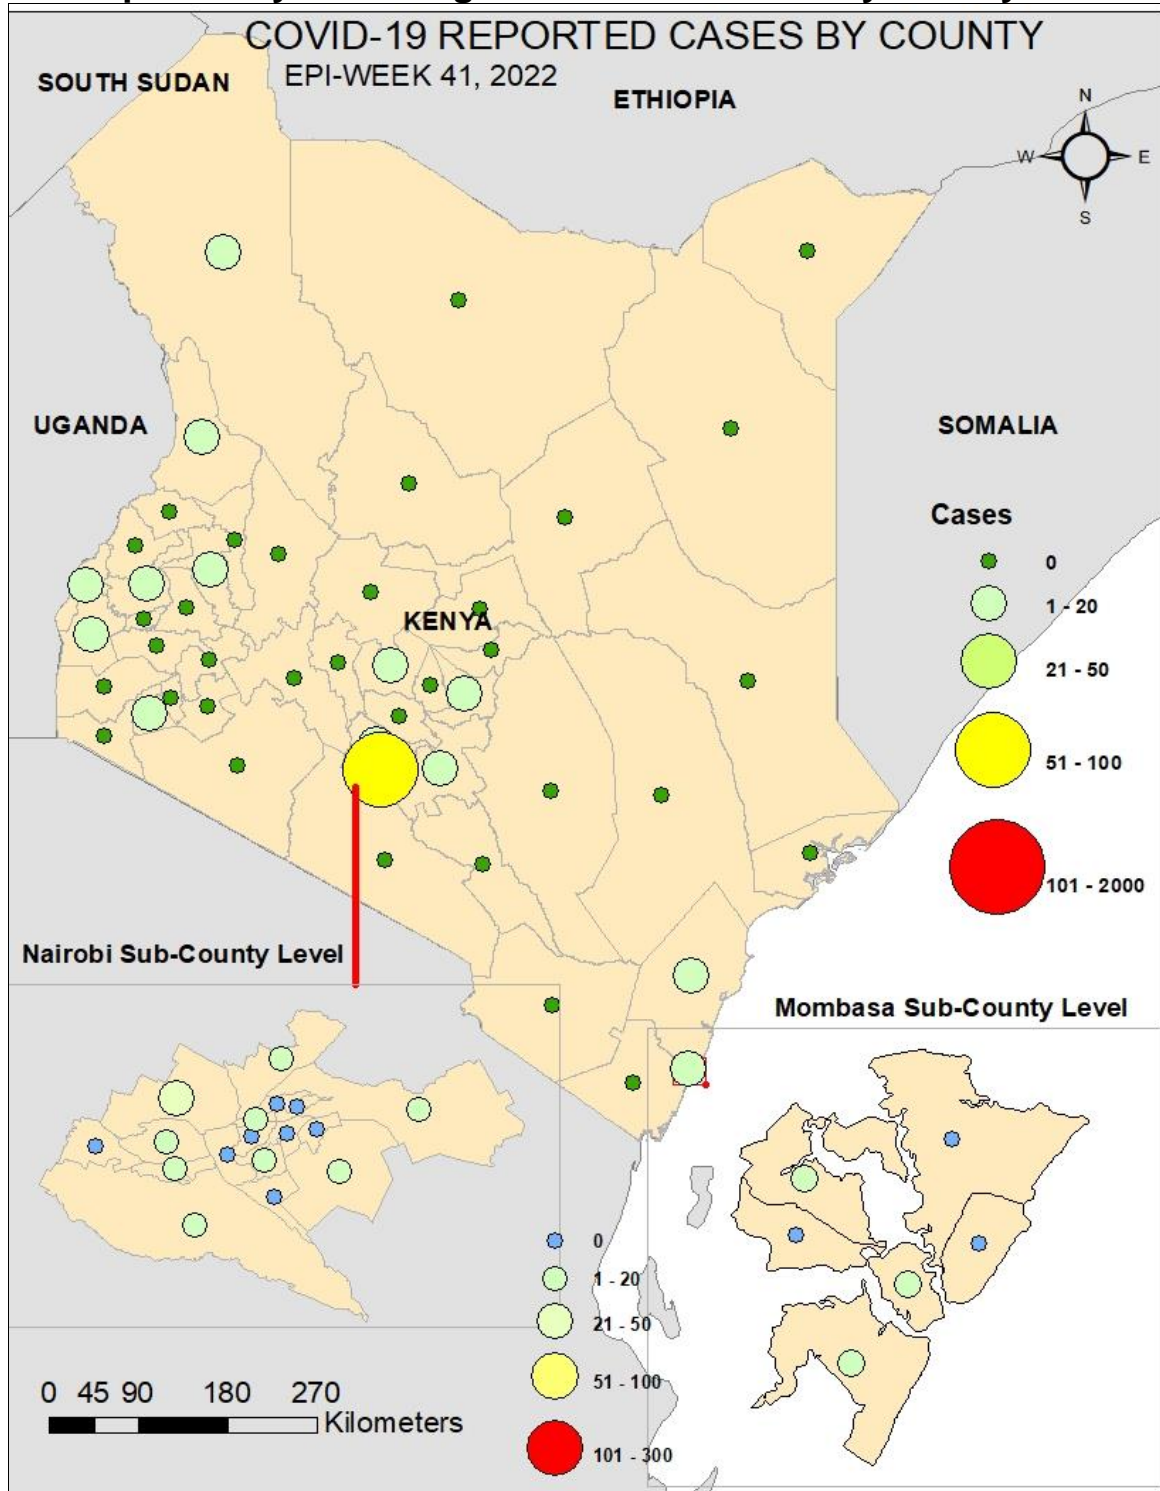 COVID-19 REPORTED CASES BY COUNTY
EPI-WEEK 41, 2022
SOUTH SUDAN
ETHIOPIA
N
W E
S
UGANDA
SOMALIA
Cases
0
1 - 20
21 - 50
51 - 100
101 - 2000
KENYA
Nairobi Sub-County Level
Mombasa Sub-County Level
0
1 - 20
21 - 50
51 - 100
101 - 300
0 45 90 180 270
Kilometers